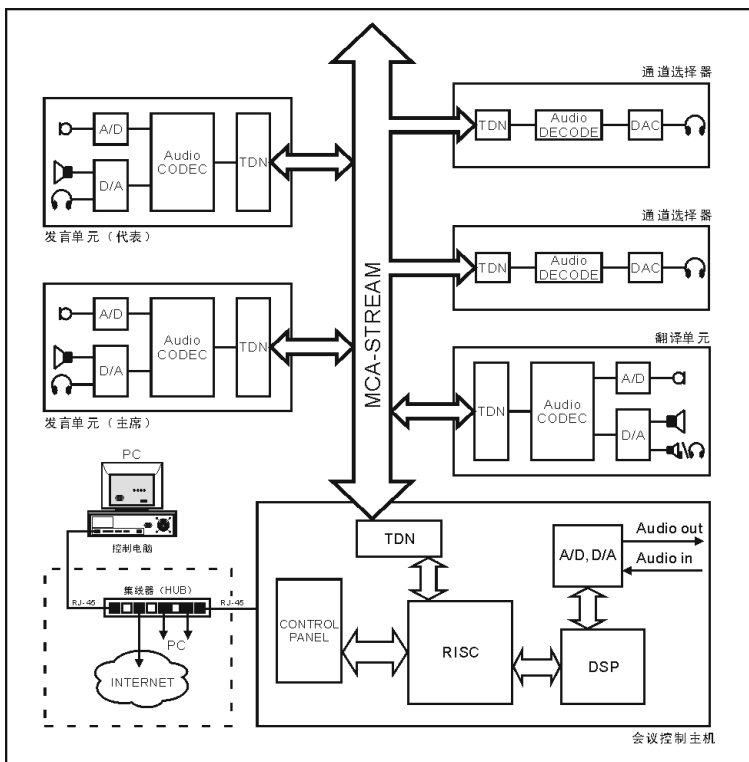 A/D
D/A
Audio
CODEC
TDN
发言单元（代表）
A/D
D/A
Audio
CODEC
TDN
发言单元（主席）
MCA-STREAM
通道选择器
TDN
Audio
DECODE
DAC
通道选择器
TDN
Audio
DECODE
DAC
翻译单元
TDN
Audio
CODEC
A/D
D/A
PC
控制电脑
集线器（HUB）
RJ-45
RJ-45
PC
INTERNET
TDN
CONTROL
PANEL
RISC
A/D, D/A
Audio out
Audio in
DSP
会议控制主机